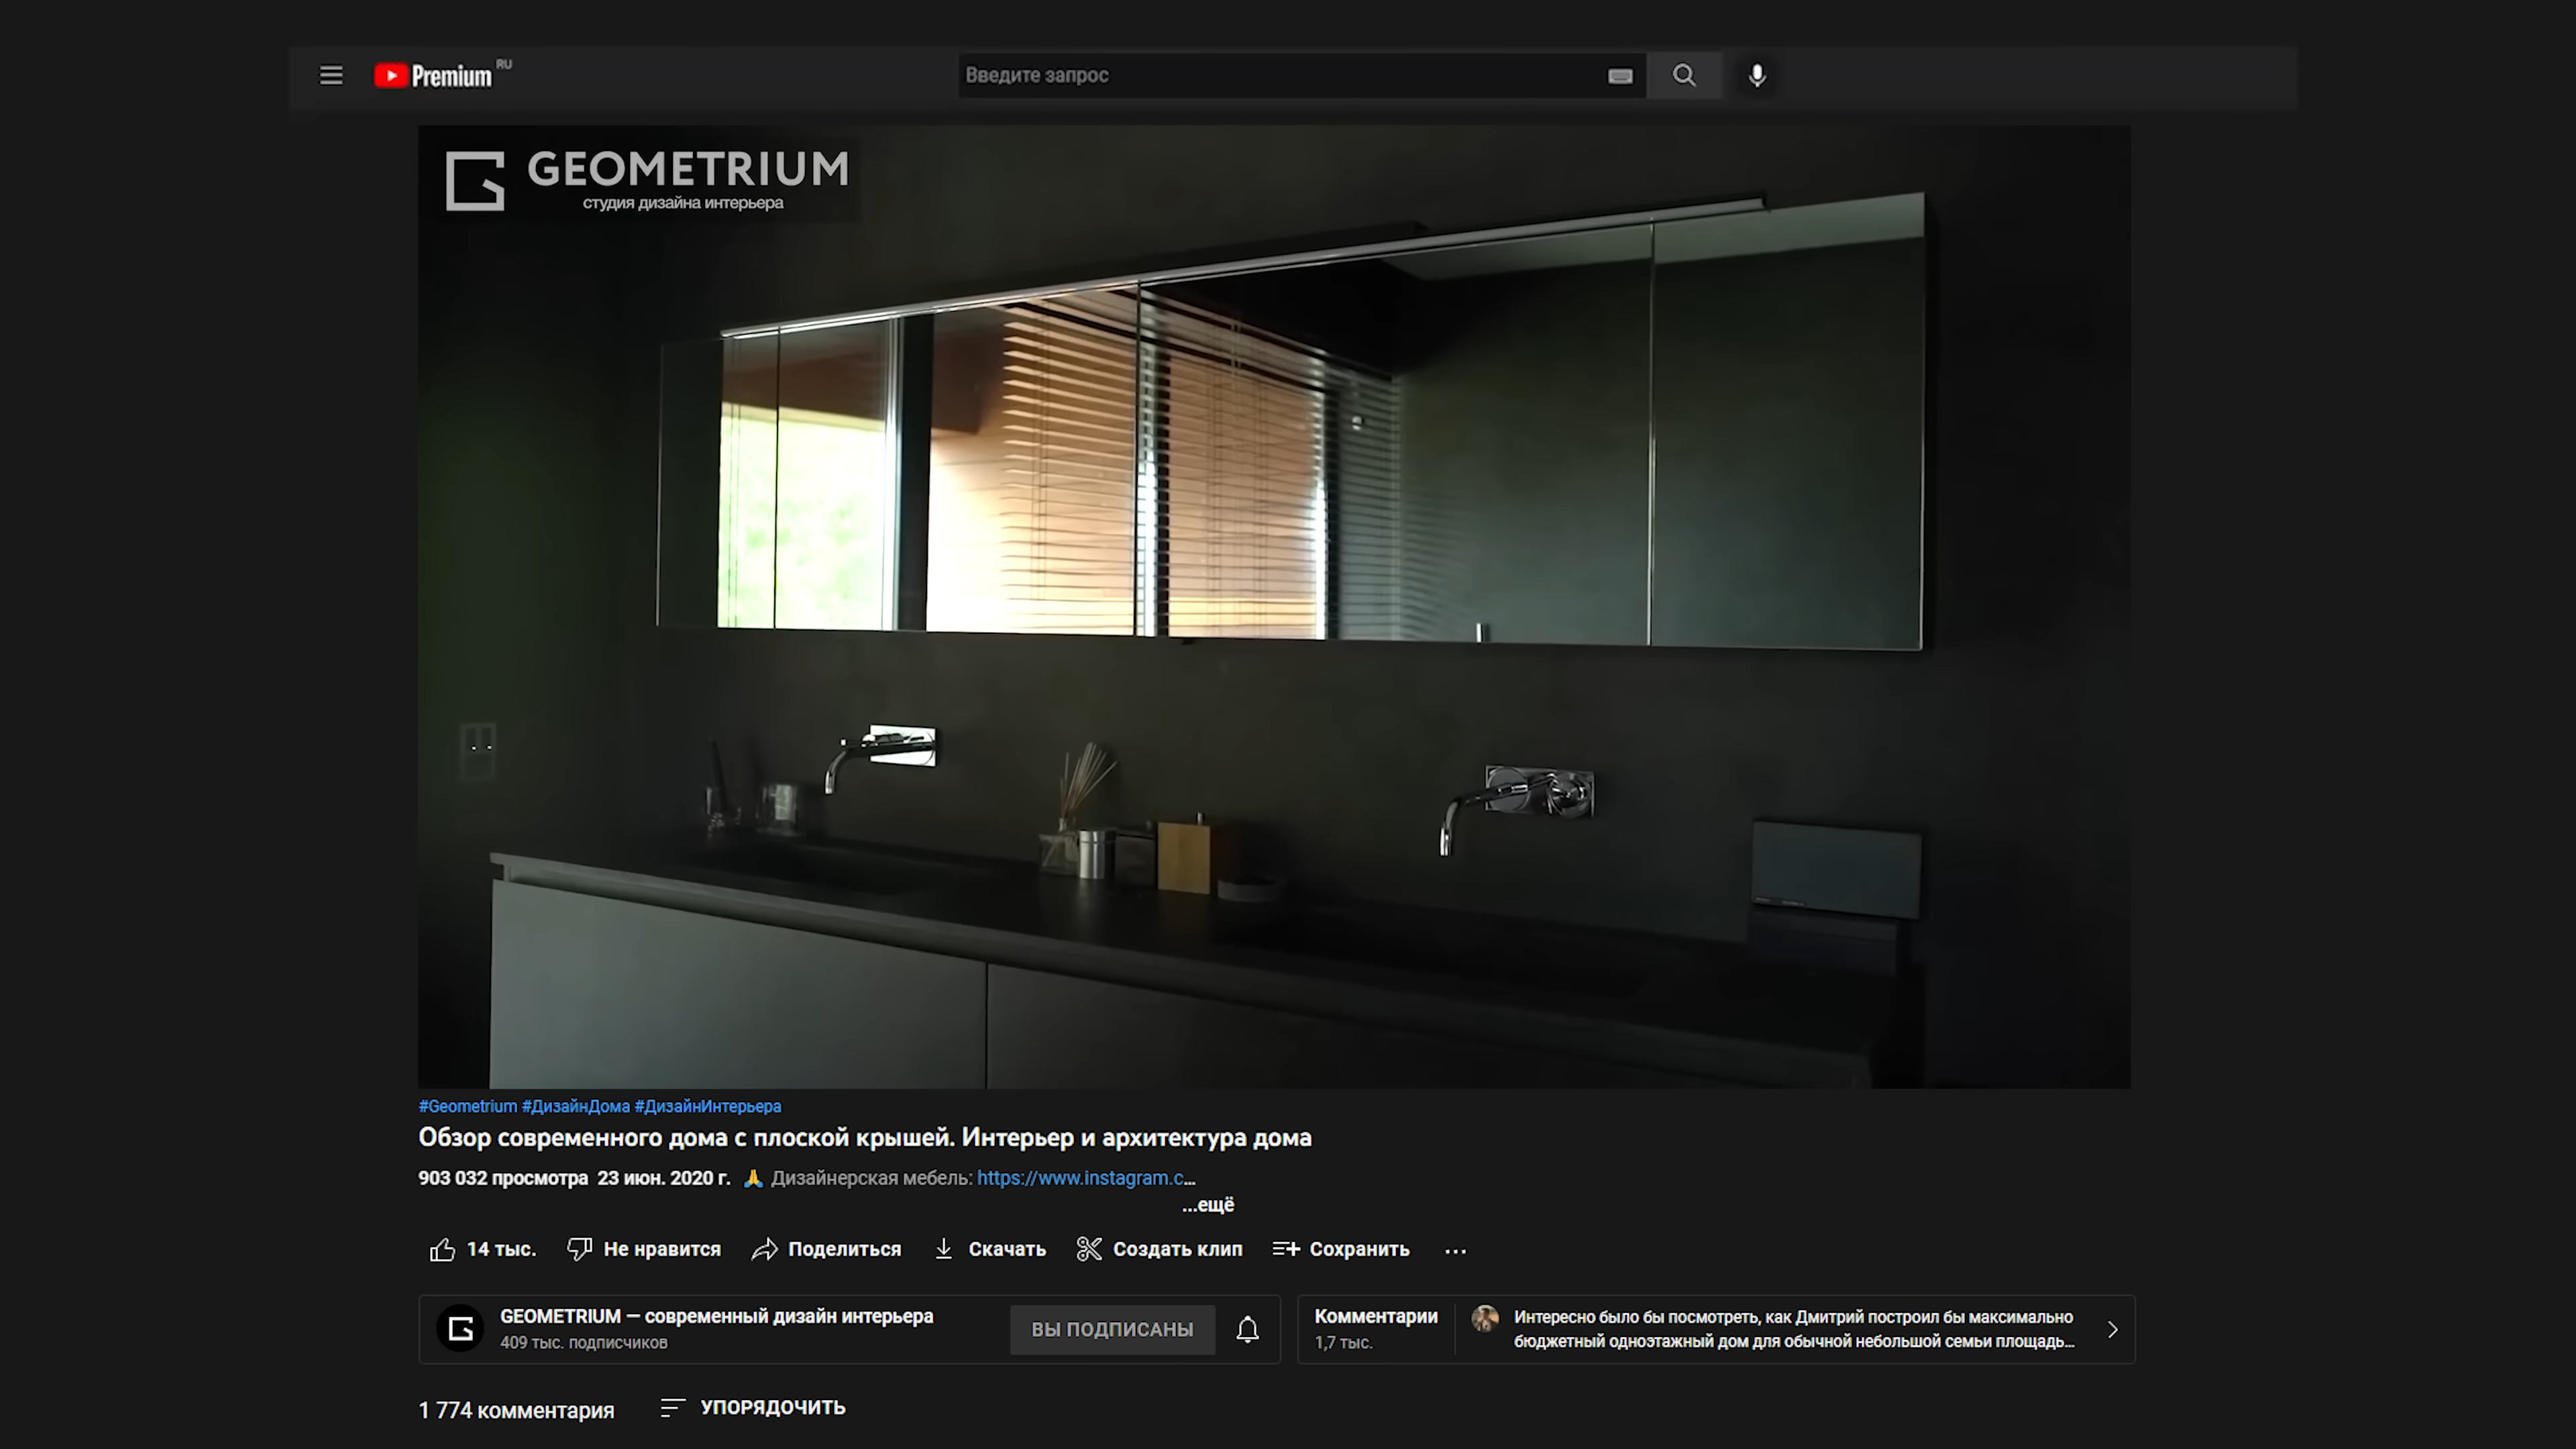 Premium RU
Введите запрос
GEOMETRIUM
студия дизайна интерьера
#Geometrium #ДизайнДома #ДизайнИнтерьера
Обзор современного дома с плоской крышей. Интерьер и архитектура дома
903 032 просмотра 23 июн. 2020 г. 🙏 Дизайнерская мебель: https://www.instagram.c...
...ещё
14 тыс. Не нравится Поделиться Скачать Создать клип Сохранить ...
GEOMETRIUM — современный дизайн интерьера
409 тыс. подписчиков
ВЫ ПОДПИСАНЫ
Комментарии
1,7 тыс.
Интересно было бы посмотреть, как Дмитрий построил бы максимально
бюджетный одноэтажный дом для обычной небольшой семьи площадь...
1 774 комментария
УПОРЯДОЧИТЬ